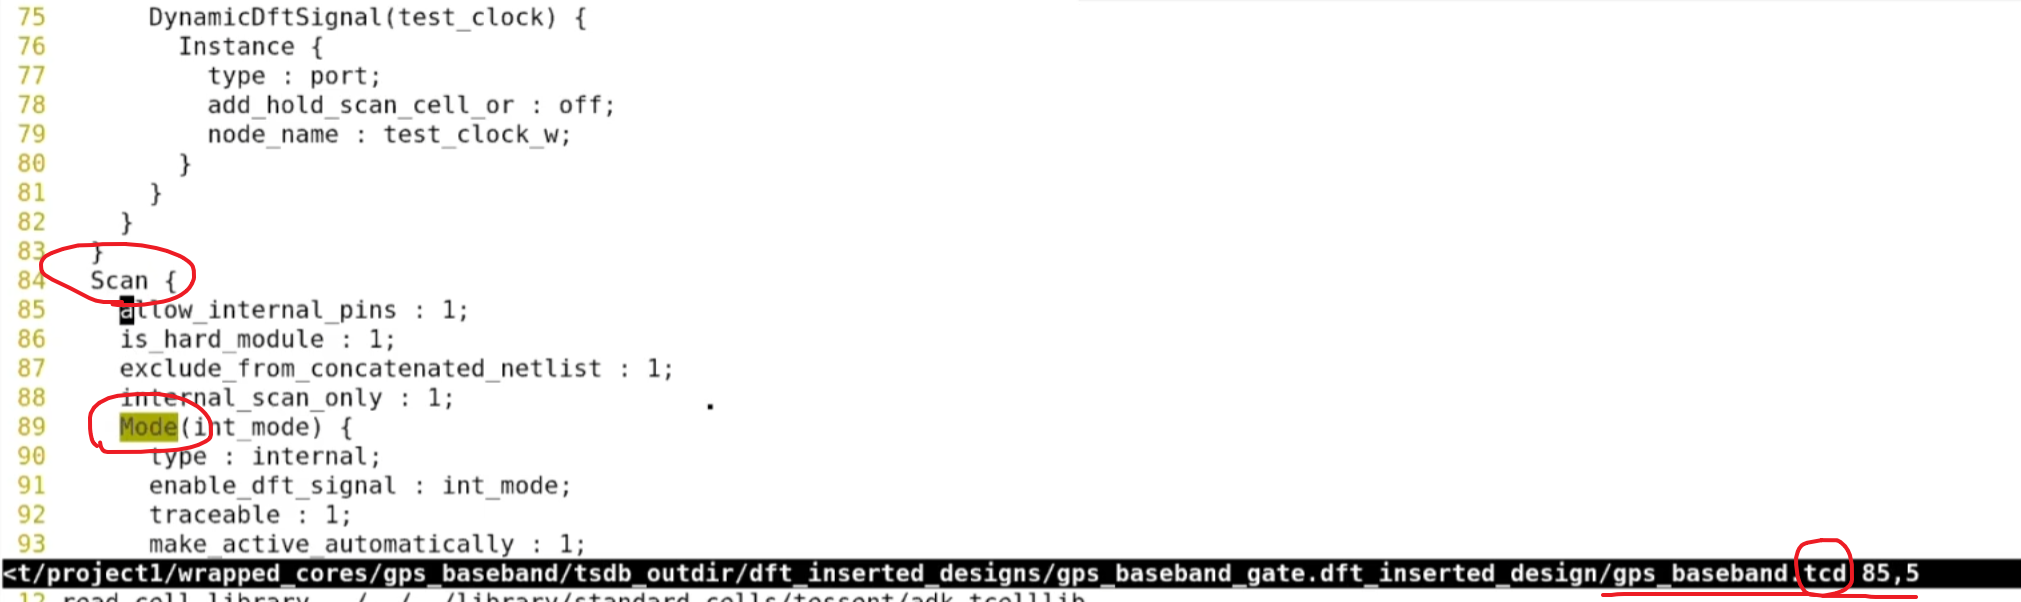 75 DynamicDftSignal(test_clock) {
76 Instance {
77 type : port;
78 add_hold_scan_cell_or : off;
79 node_name : test_clock_w;
80 }
81 }
82 }
83 }
84 Scan {
85 allow_internal_pins : 1;
86 is_hard_module : 1;
87 exclude_from_concatenated_netlist : 1;
88 internal_scan_only : 1;
89 Mode(int_mode) {
90 type : internal;
91 enable_dft_signal : int_mode;
92 traceable : 1;
93 make_active_automatically : 1;
<t/project1/wrapped_cores/gps_baseband/tsdb_outdir/dft_inserted_designs/gps_baseband_gate.dft_inserted_design/gps_baseband.tcd 85,5
12 read_cell_library ../../../library/standard_cells/tessent/adk.tcelllib